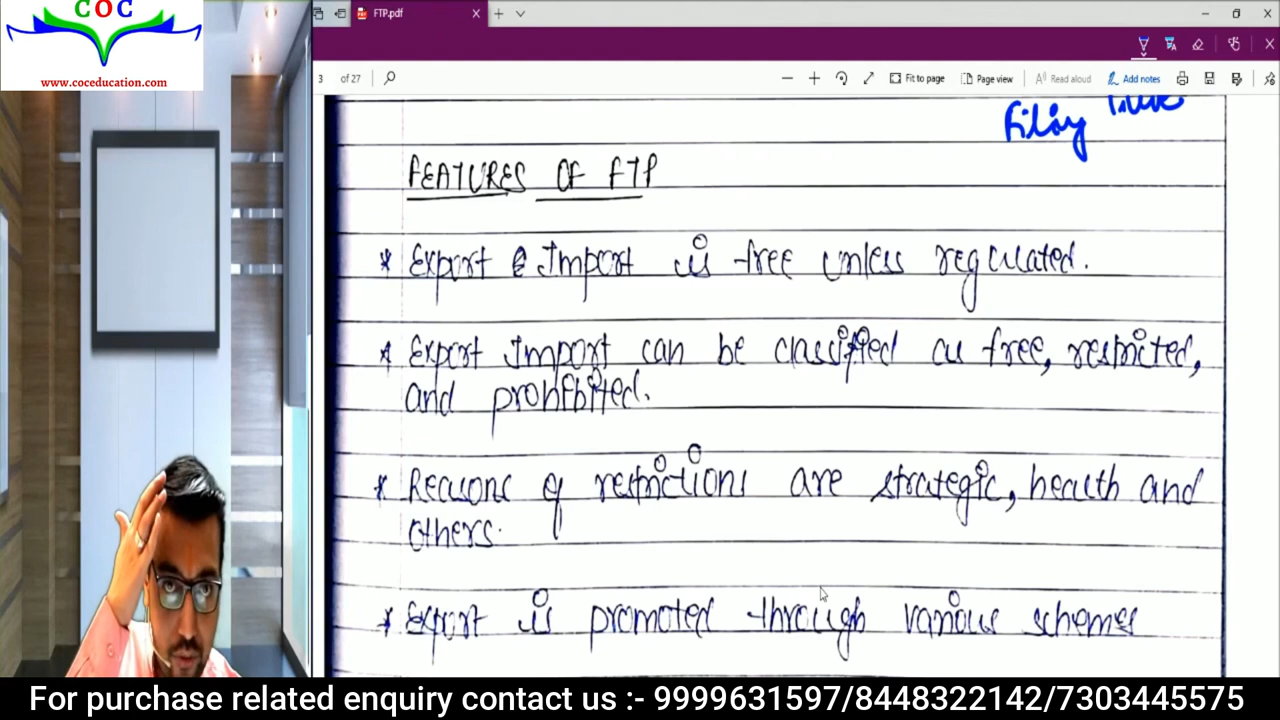 COC
www.coceducation.com
FTP.pdf
3 of 27
Fit to page
Page view
Read aloud
Add notes
Filing
FEATURES OF FTP
* Export & Import is free unless regulated.
* Export Import can be classified as free, restricted,
and prohibited.
* Reasons of restrictions are strategic, health and
others.
* Export is promoted through various schemes
For purchase related enquiry contact us :- 9999631597/8448322142/7303445575